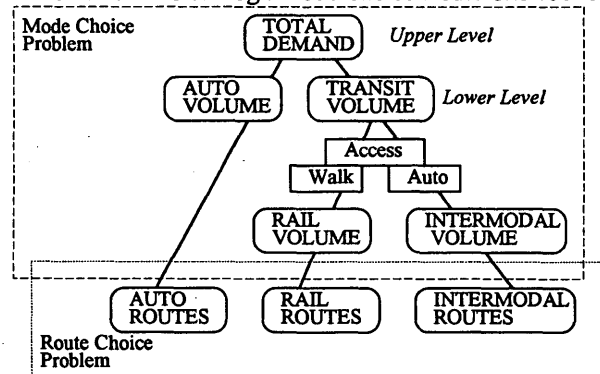 Mode Choice
Problem
TOTAL
DEMAND
Upper Level
AUTO
VOLUME
TRANSIT
VOLUME
Lower Level
Access
Walk
Auto
RAIL
VOLUME
INTERMODAL
VOLUME
AUTO
ROUTES
RAIL
ROUTES
INTERMODAL
ROUTES
Route Choice
Problem